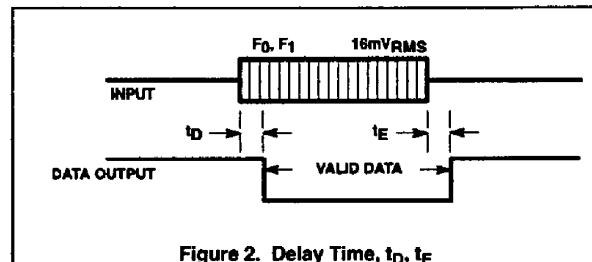 F0, F1 16mVRMS
INPUT
tD tE
DATA OUTPUT VALID DATA
Figure 2. Delay Time, tD, tE